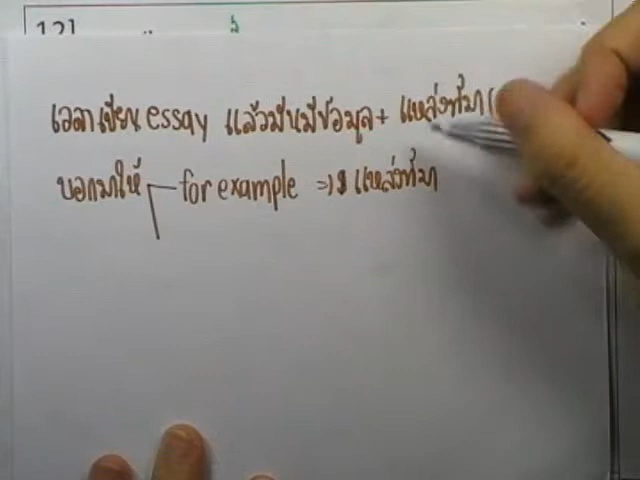 เวลาเขียน essay แล้วมันมีข้อมูล + แหล่งที่มา (
บอกมาให้ for example => แหล่งที่มา